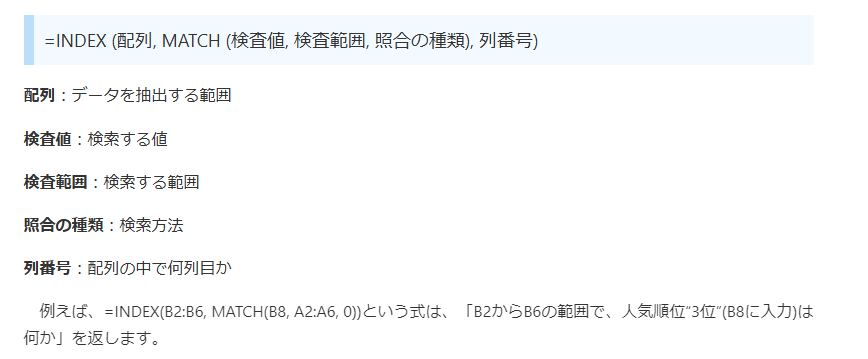 =INDEX (配列, MATCH (検査値, 検査範囲, 照合の種類), 列番号)
配列：データを抽出する範囲
検査値：検索する値
検査範囲：検索する範囲
照合の種類：検索方法
列番号：配列の中で何列目か
例えば、=INDEX(B2:B6, MATCH(B8, A2:A6, 0))という式は、「B2からB6の範囲で、人気順位“3位”(B8に入力)は
何か」を返します。